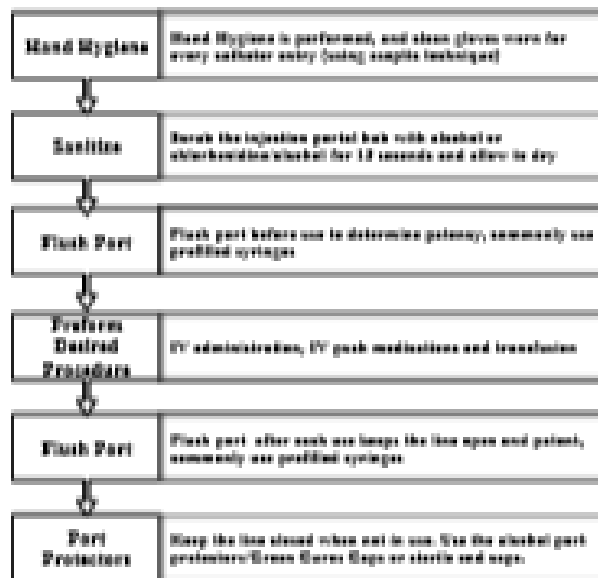 Hand Hygiene
Hand Hygiene is performed, and clean gloves worn for
every catheter entry (using aseptic technique)
Sanitize
Scrub the injection portal hub with alcohol or
chlorhexidine/alcohol for 15 seconds and allow to dry
Flush Port
Flush port before use to determine patency, commonly use
prefilled syringes
Preform
Desired
Procedure
IV administration, IV push medications and transfusion
Flush Port
Flush port after each use keeps the line open and patent,
commonly use prefilled syringes
Port
Protectors
Keep the line closed when not in use. Use the alcohol port
protectors/Green Curos Caps or sterile end caps.